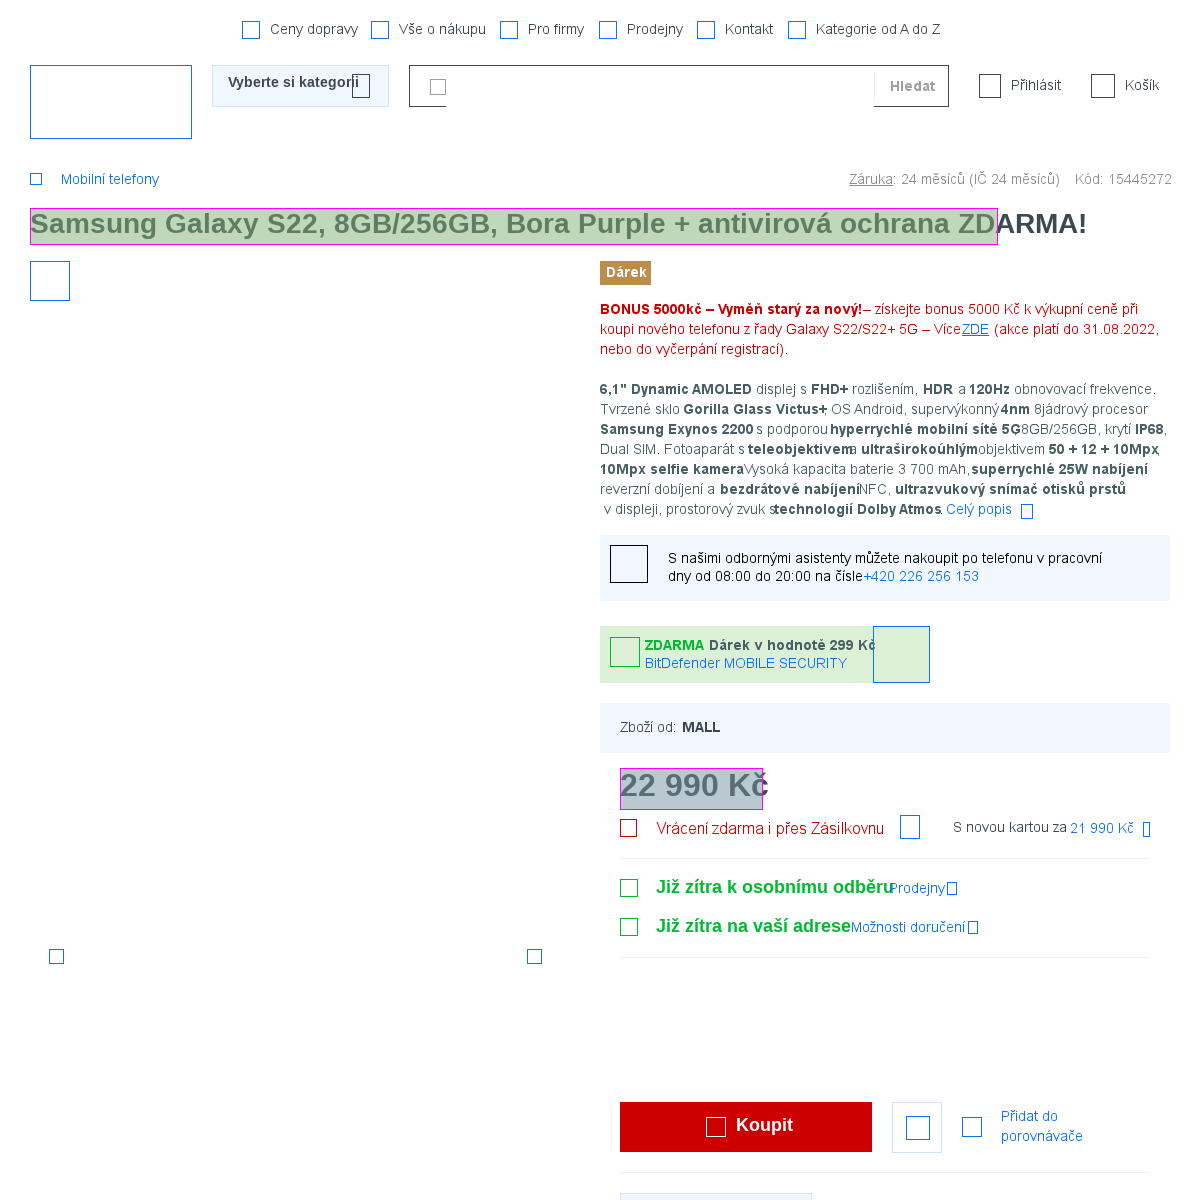 Ceny dopravy Vše o nákupu Pro firmy Prodejny Kontakt Kategorie od A do Z
Vyberte si kategorii Hledat Přihlásit Košík
Mobilní telefony Záruka: 24 měsíců (IČ 24 měsíců) Kód: 15445272
Samsung Galaxy S22, 8GB/256GB, Bora Purple + antivirová ochrana ZDARMA!
Dárek
BONUS 5000kč – Vyměň starý za nový! – získejte bonus 5000 Kč k výkupní ceně při
koupi nového telefonu z řady Galaxy S22/S22+ 5G – Více ZDE (akce platí do 31.08.2022,
nebo do vyčerpání registrací).
6,1" Dynamic AMOLED displej s FHD+ rozlišením, HDR a 120Hz obnovovací frekvence.
Tvrzené sklo Gorilla Glass Victus+, OS Android, supervýkonný 4nm 8jádrový procesor
Samsung Exynos 2200 s podporou hyperrychlé mobilní sítě 5G, 8GB/256GB, krytí IP68,
Dual SIM. Fotoaparát s teleobjektivem a ultraširokoúhlým objektivem 50 + 12 + 10Mpx,
10Mpx selfie kamera Vysoká kapacita baterie 3 700 mAh, superrychlé 25W nabíjení,
reverzní dobíjení a bezdrátové nabíjení NFC, ultrazvukový snímač otisků prstů
v displeji, prostorový zvuk s technologií Dolby Atmos. Celý popis
S našimi odbornými asistenty můžete nakoupit po telefonu v pracovní
dny od 08:00 do 20:00 na čísle +420 226 256 153
ZDARMA Dárek v hodnotě 299 Kč
BitDefender MOBILE SECURITY
Zboží od: MALL
22 990 Kč
Vrácení zdarma i přes Zásilkovnu S novou kartou za 21 990 Kč
Již zítra k osobnímu odběru Prodejny
Již zítra na vaší adrese Možnosti doručení
Koupit Přidat do
porovnávače